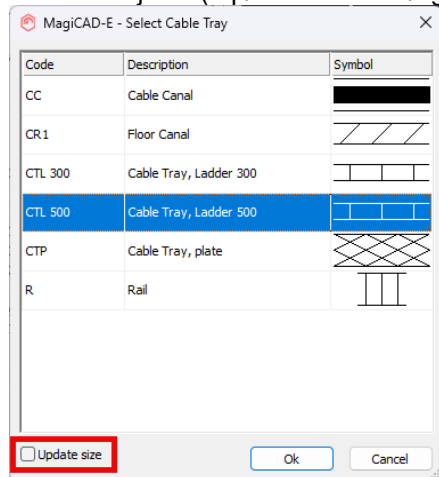 MagiCAD-E - Select Cable Tray
Code Description Symbol
CC Cable Canal
CR1 Floor Canal
CTL 300 Cable Tray, Ladder 300
CTL 500 Cable Tray, Ladder 500
CTP Cable Tray, plate
R Rail
Update size Ok Cancel